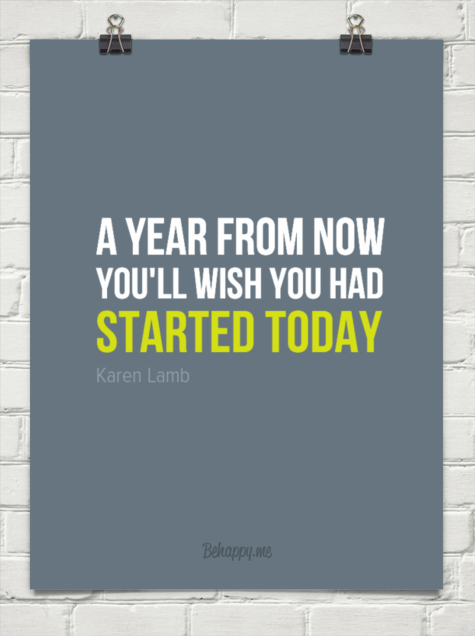 A YEAR FROM NOW
YOU'LL WISH YOU HAD
STARTED TODAY
Karen Lamb
Behappy.me